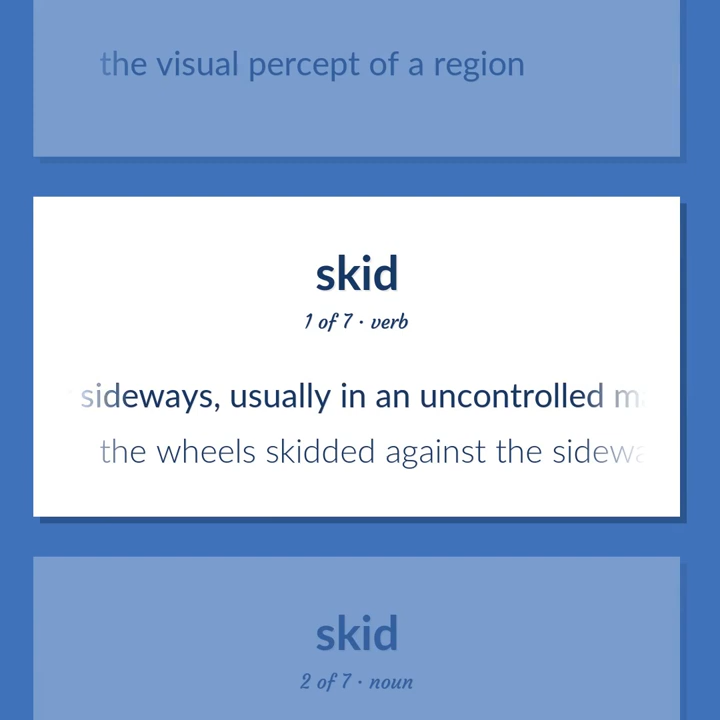 the visual percept of a region
skid
1 of 7 · verb
sideways, usually in an uncontrolled
the wheels skidded against the
skid
2 of 7 · noun